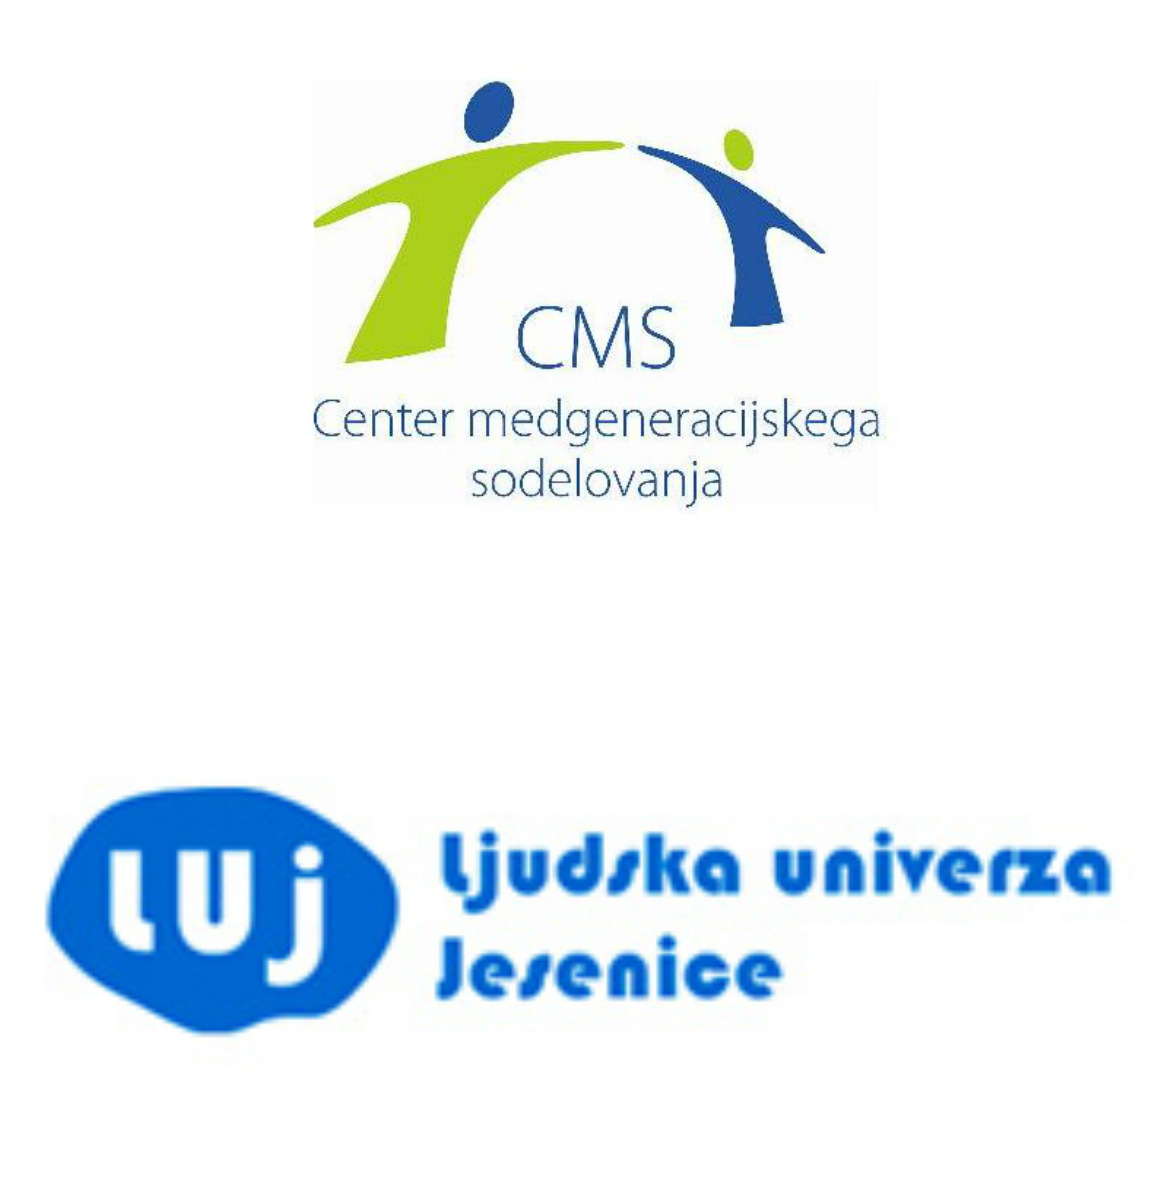 CMS
Center medgeneracijskega
sodelovanja
LUj
Ljudska univerza
Jesenice